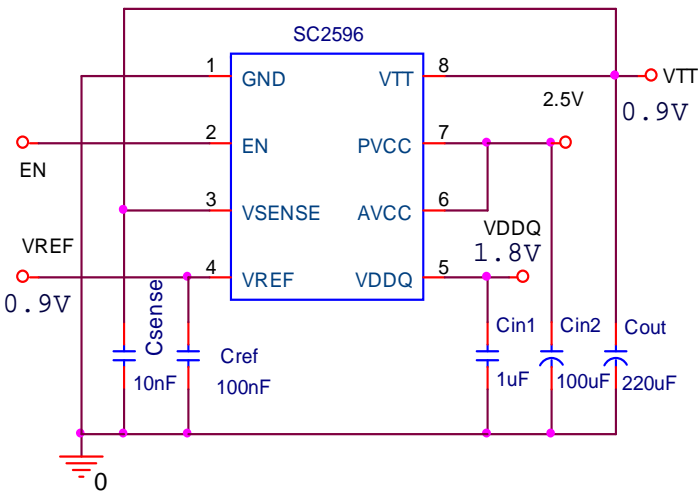 SC2596
1
GND
VTT
8
VTT
0.9V
2.5V
2
EN
PVCC
7
EN
3
VSENSE
AVCC
6
VDDQ
1.8V
VREF
0.9V
4
VREF
VDDQ
5
Csense
10nF
Cref
100nF
Cin1
1uF
Cin2
100uF
Cout
220uF
0